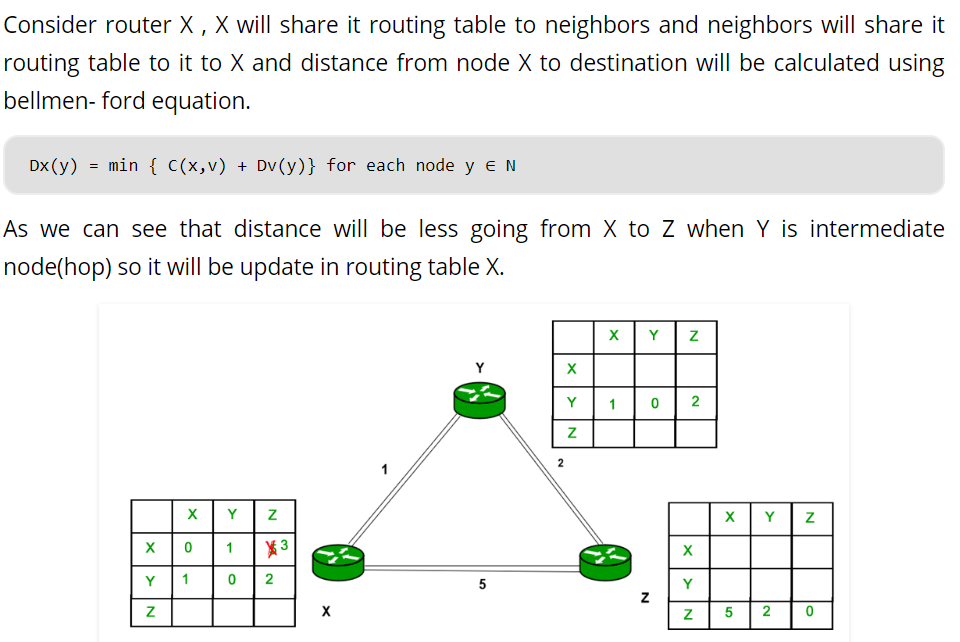 Consider router X , X will share it routing table to neighbors and neighbors will share it
routing table to it to X and distance from node X to destination will be calculated using
bellmen- ford equation.
Dx(y) = min { C(x,v) + Dv(y)} for each node y ∈ N
As we can see that distance will be less going from X to Z when Y is intermediate
node(hop) so it will be update in routing table X.
X Y Z
X
Y 1 0 2
Z
Y
1
2
X Y Z
X 0 1 3
Y 1 0 2
Z
X
5
Z
X Y Z
X
Y
Z 5 2 0